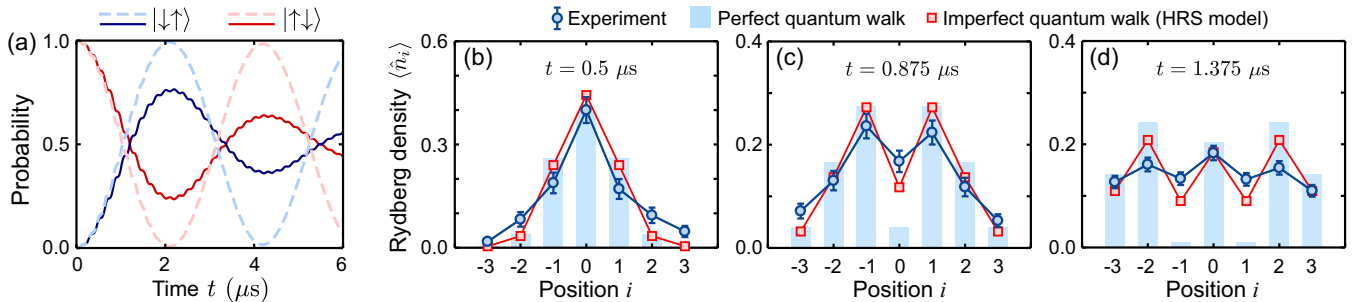 |↓↑⟩ |↑↓⟩
Experiment Perfect quantum walk Imperfect quantum walk (HRS model)
(a)
Probability
1.0
0.5
0.0
0 2 4 6
Time t (μs)
(b)
t = 0.5 μs
Rydberg density ⟨n̂ᵢ⟩
0.6
0.3
0.0
-3 -2 -1 0 1 2 3
Position i
(c)
t = 0.875 μs
0.4
0.2
0.0
-3 -2 -1 0 1 2 3
Position i
(d)
t = 1.375 μs
0.4
0.2
0.0
-3 -2 -1 0 1 2 3
Position i